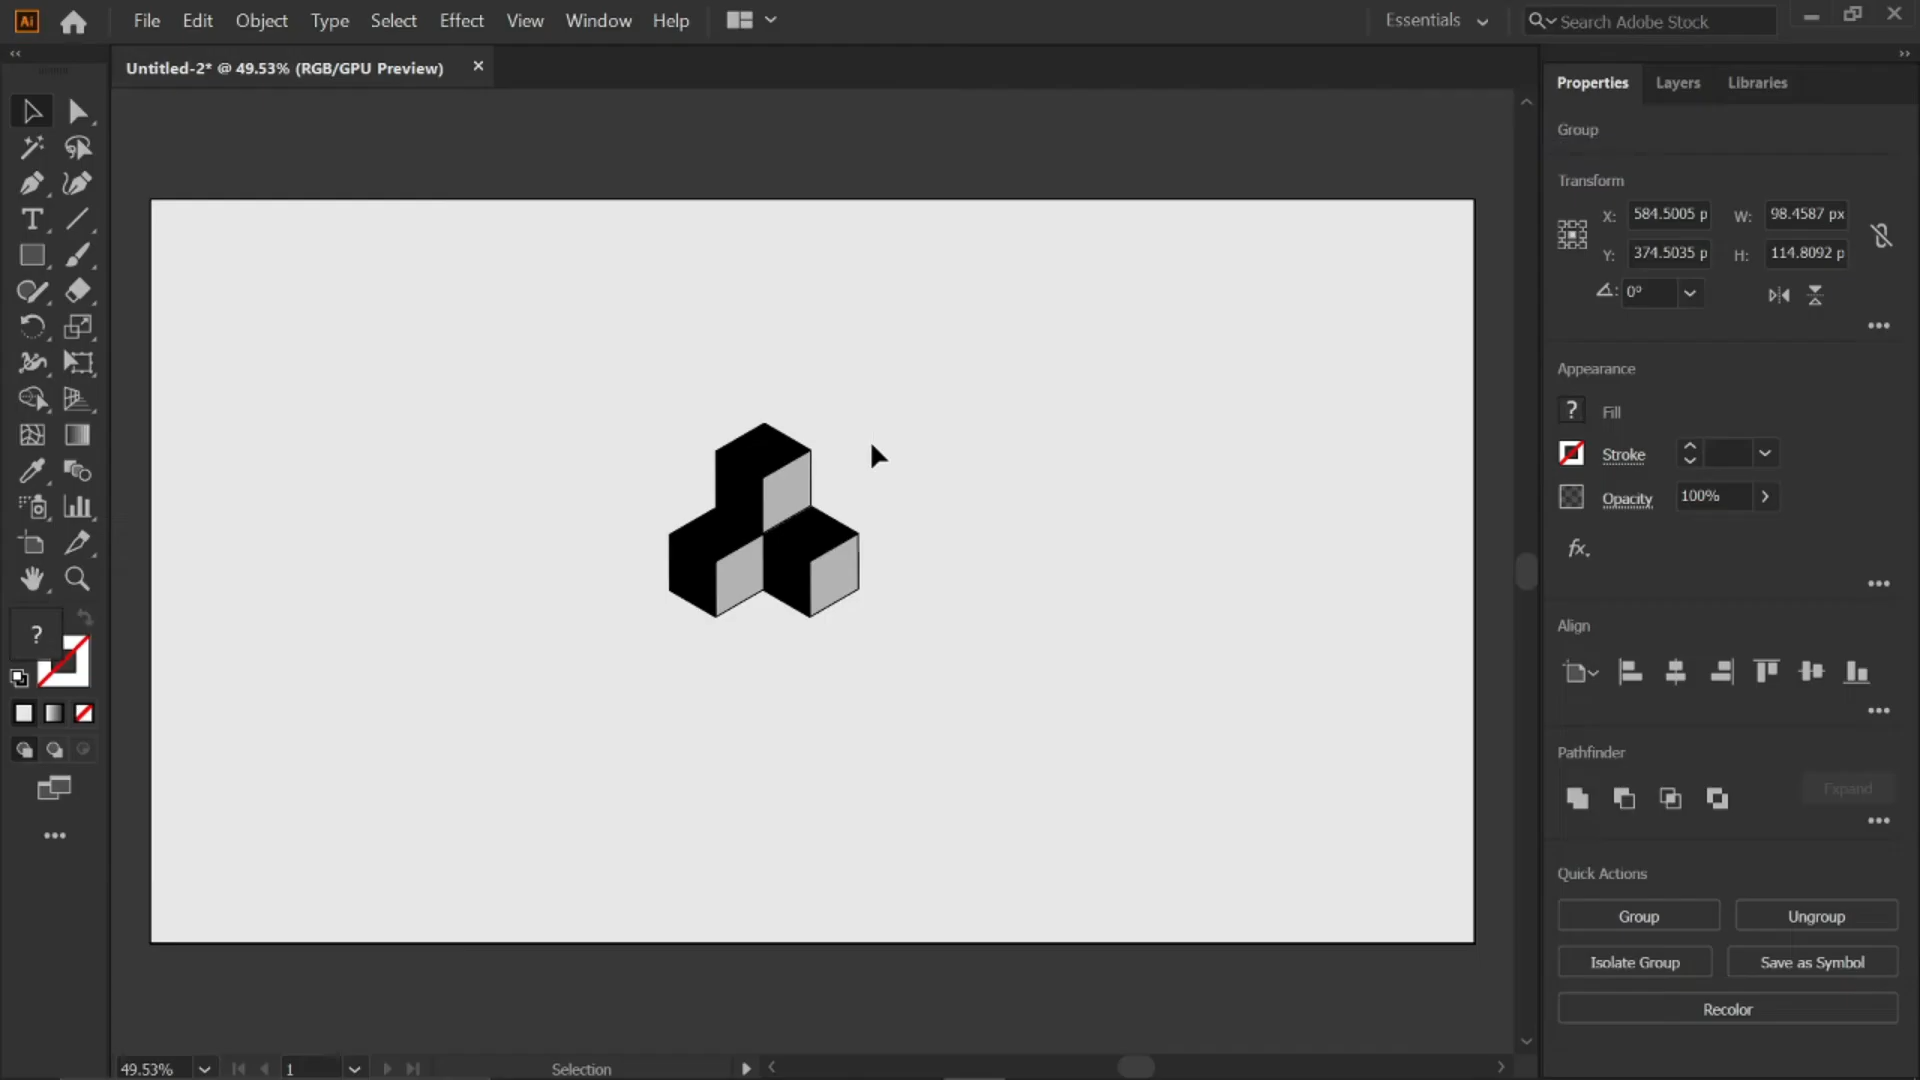 Ai File Edit Object Type Select Effect View Window Help Essentials Search Adobe Stock
Untitled-2* @ 49.53% (RGB/GPU Preview) ×
Properties Layers Libraries
Group
Transform
X: 584.5005 p W: 98.4587 px
Y: 374.5035 p H: 114.8092 p
0°
Appearance
? Fill
Stroke
Opacity 100%
fx.
Align
Pathfinder
Expand
Quick Actions
Group Ungroup
Isolate Group Save as Symbol
Recolor
T
?
49.53% 1 Selection